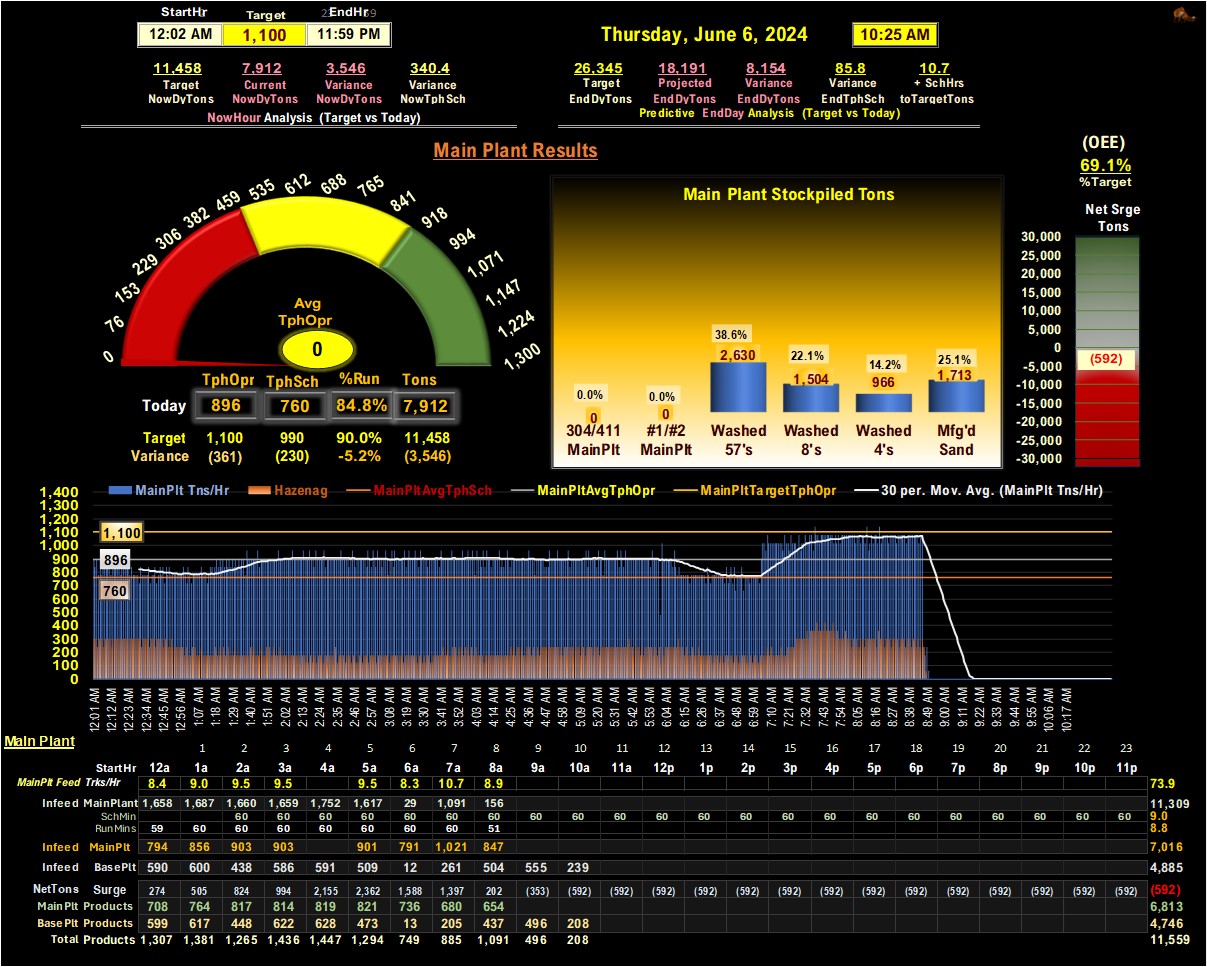 StartHr Target EndHr
12:02 AM 1,100 11:59 PM
Thursday, June 6, 2024 10:25 AM
11,458 7,912 3,546 340.4
Target Current Variance Variance
NowDyTons NowDyTons NowDyTons NowTphSch
NowHour Analysis (Target vs Today)
26,345 18,191 8,154 85.8 10.7
Target Projected Variance Variance + SchHrs
EndDyTons EndDyTons EndDyTons EndTphSch toTargetTons
Predictive EndDay Analysis (Target vs Today)
Main Plant Results
(OEE)
69.1%
%Target
Net Srge
Tons
30,000
25,000
20,000
15,000
10,000
5,000
0
-5,000
-10,000
-15,000
-20,000
-25,000
-30,000
(592)
0 76 153 229 306 382 459 535 612 688 765 841 918 994 1,071 1,147 1,224 1,300
Avg
TphOpr
0
TphOpr TphSch %Run Tons
Today 896 760 84.8% 7,912
Target 1,100 990 90.0% 11,458
Variance (361) (230) -5.2% (3,546)
Main Plant Stockpiled Tons
0.0% 0.0% 38.6% 22.1% 14.2% 25.1%
0 0 2,630 1,504 966 1,713
304/411 #1/#2 Washed Washed Washed Mfg'd
MainPlt MainPlt 57's 8's 4's Sand
MainPlt Tns/Hr Hazenag MainPltAvgTphSch MainPltAvgTphOpr MainPltTargetTphOpr 30 per. Mov. Avg. (MainPlt Tns/Hr)
1,400
1,300
1,200
1,100
1,000
900
800
700
600
500
400
300
200
100
0
1,100
896
760
12:01 AM 12:12 AM 12:23 AM 12:34 AM 12:45 AM 12:56 AM 1:07 AM 1:18 AM 1:29 AM 1:40 AM 1:51 AM 2:02 AM 2:13 AM 2:24 AM 2:35 AM 2:46 AM 2:57 AM 3:08 AM 3:19 AM 3:30 AM 3:41 AM 3:52 AM 4:03 AM 4:14 AM 4:25 AM 4:36 AM 4:47 AM 4:58 AM 5:09 AM 5:20 AM 5:31 AM 5:42 AM 5:53 AM 6:04 AM 6:15 AM 6:26 AM 6:37 AM 6:48 AM 6:59 AM 7:10 AM 7:21 AM 7:32 AM 7:43 AM 7:54 AM 8:05 AM 8:16 AM 8:27 AM 8:38 AM 8:49 AM 9:00 AM 9:11 AM 9:22 AM 9:33 AM 9:44 AM 9:55 AM 10:06 AM 10:17 AM
Main Plant
1 2 3 4 5 6 7 8 9 10 11 12 13 14 15 16 17 18 19 20 21 22 23
StartHr 12a 1a 2a 3a 4a 5a 6a 7a 8a 9a 10a 11a 12p 1p 2p 3p 4p 5p 6p 7p 8p 9p 10p 11p
MainPlt Feed Trks/Hr 8.4 9.0 9.5 9.5 9.5 8.3 10.7 8.9 73.9
Infeed MainPlant 1,658 1,687 1,660 1,659 1,752 1,617 29 1,091 156 11,309
SchMin 60 60 60 60 60 60 60 60 60 60 60 60 60 60 60 60 60 60 60 60 60 60 9.0
RunMins 59 60 60 60 60 60 60 60 51 8.8
Infeed MainPlt 794 856 903 903 901 791 1,021 847 7,016
Infeed BasePlt 590 600 438 586 591 509 12 261 504 555 239 4,885
NetTons Surge 274 505 824 994 2,155 2,362 1,588 1,397 202 (353) (592) (592) (592) (592) (592) (592) (592) (592) (592) (592) (592) (592) (592) (592) (592)
MainPlt Products 708 764 817 814 819 821 736 680 654 6,813
BasePlt Products 599 617 448 622 628 473 13 205 437 496 208 4,746
Total Products 1,307 1,381 1,265 1,436 1,447 1,294 749 885 1,091 496 208 11,559